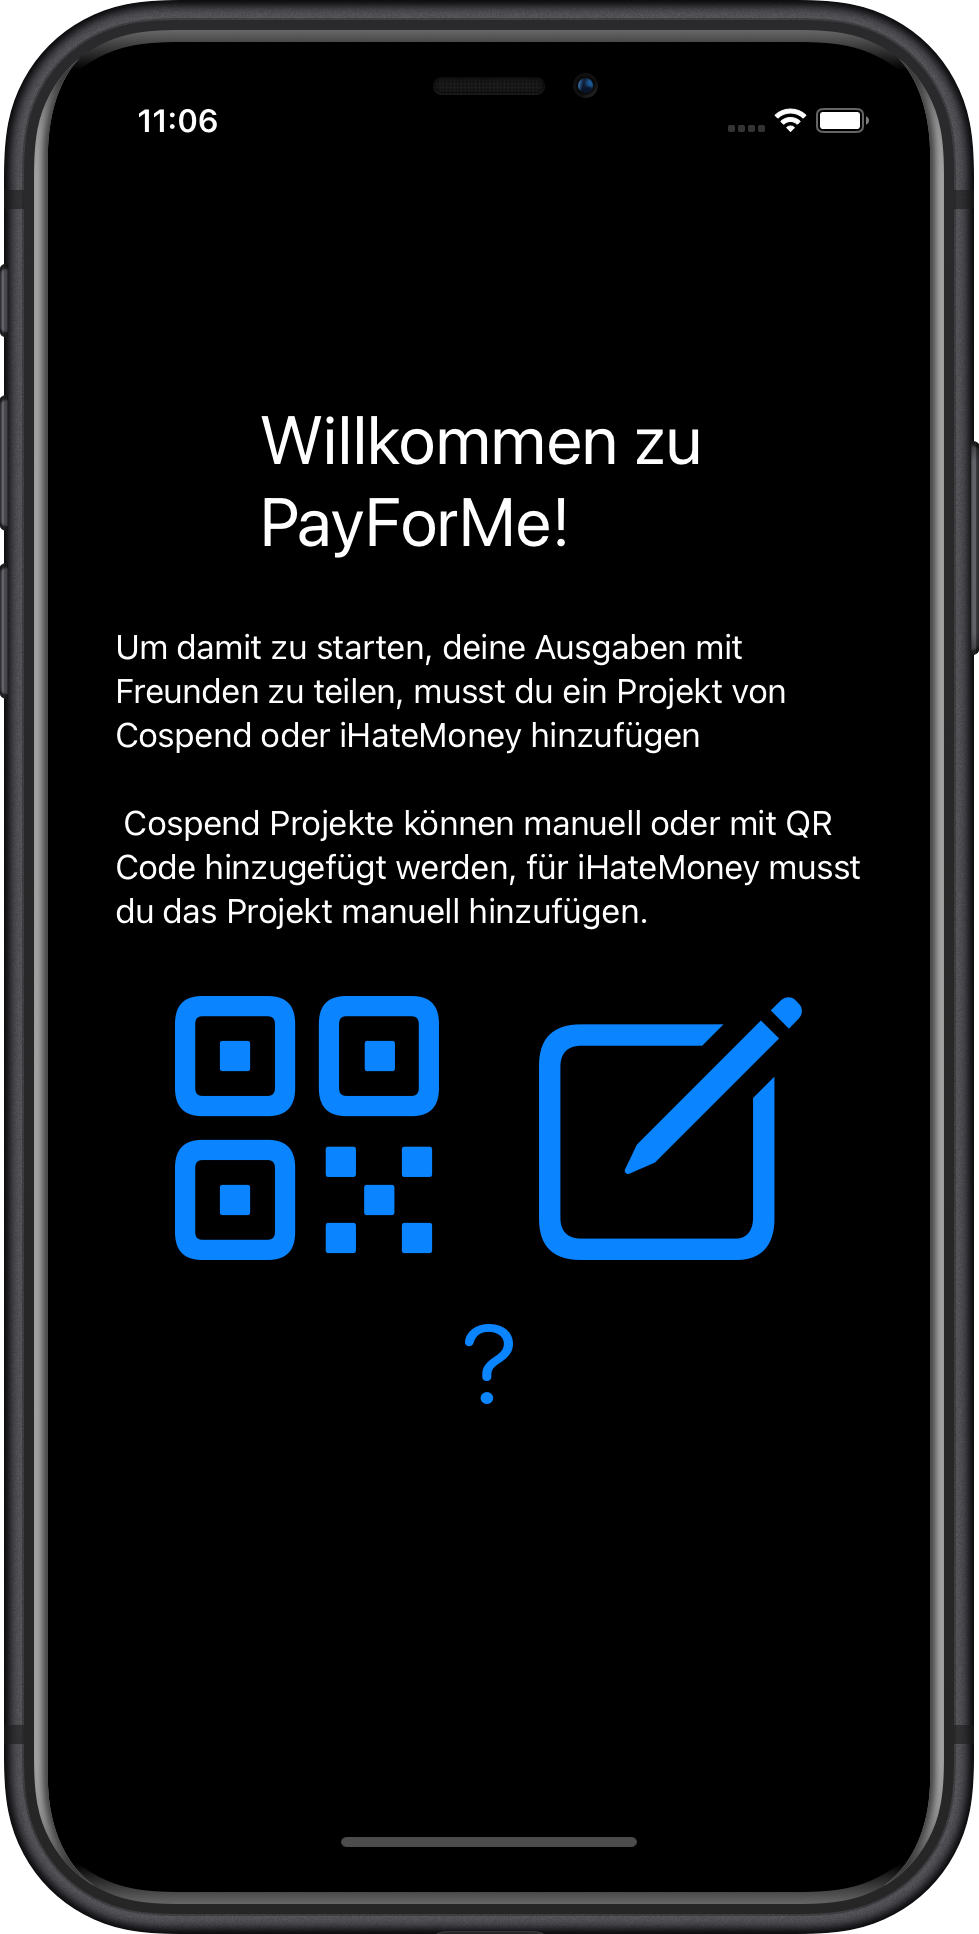 11:06
Willkommen zu
PayForMe!
Um damit zu starten, deine Ausgaben mit
Freunden zu teilen, musst du ein Projekt von
Cospend oder iHateMoney hinzufügen
Cospend Projekte können manuell oder mit QR
Code hinzugefügt werden, für iHateMoney musst
du das Projekt manuell hinzufügen.
?